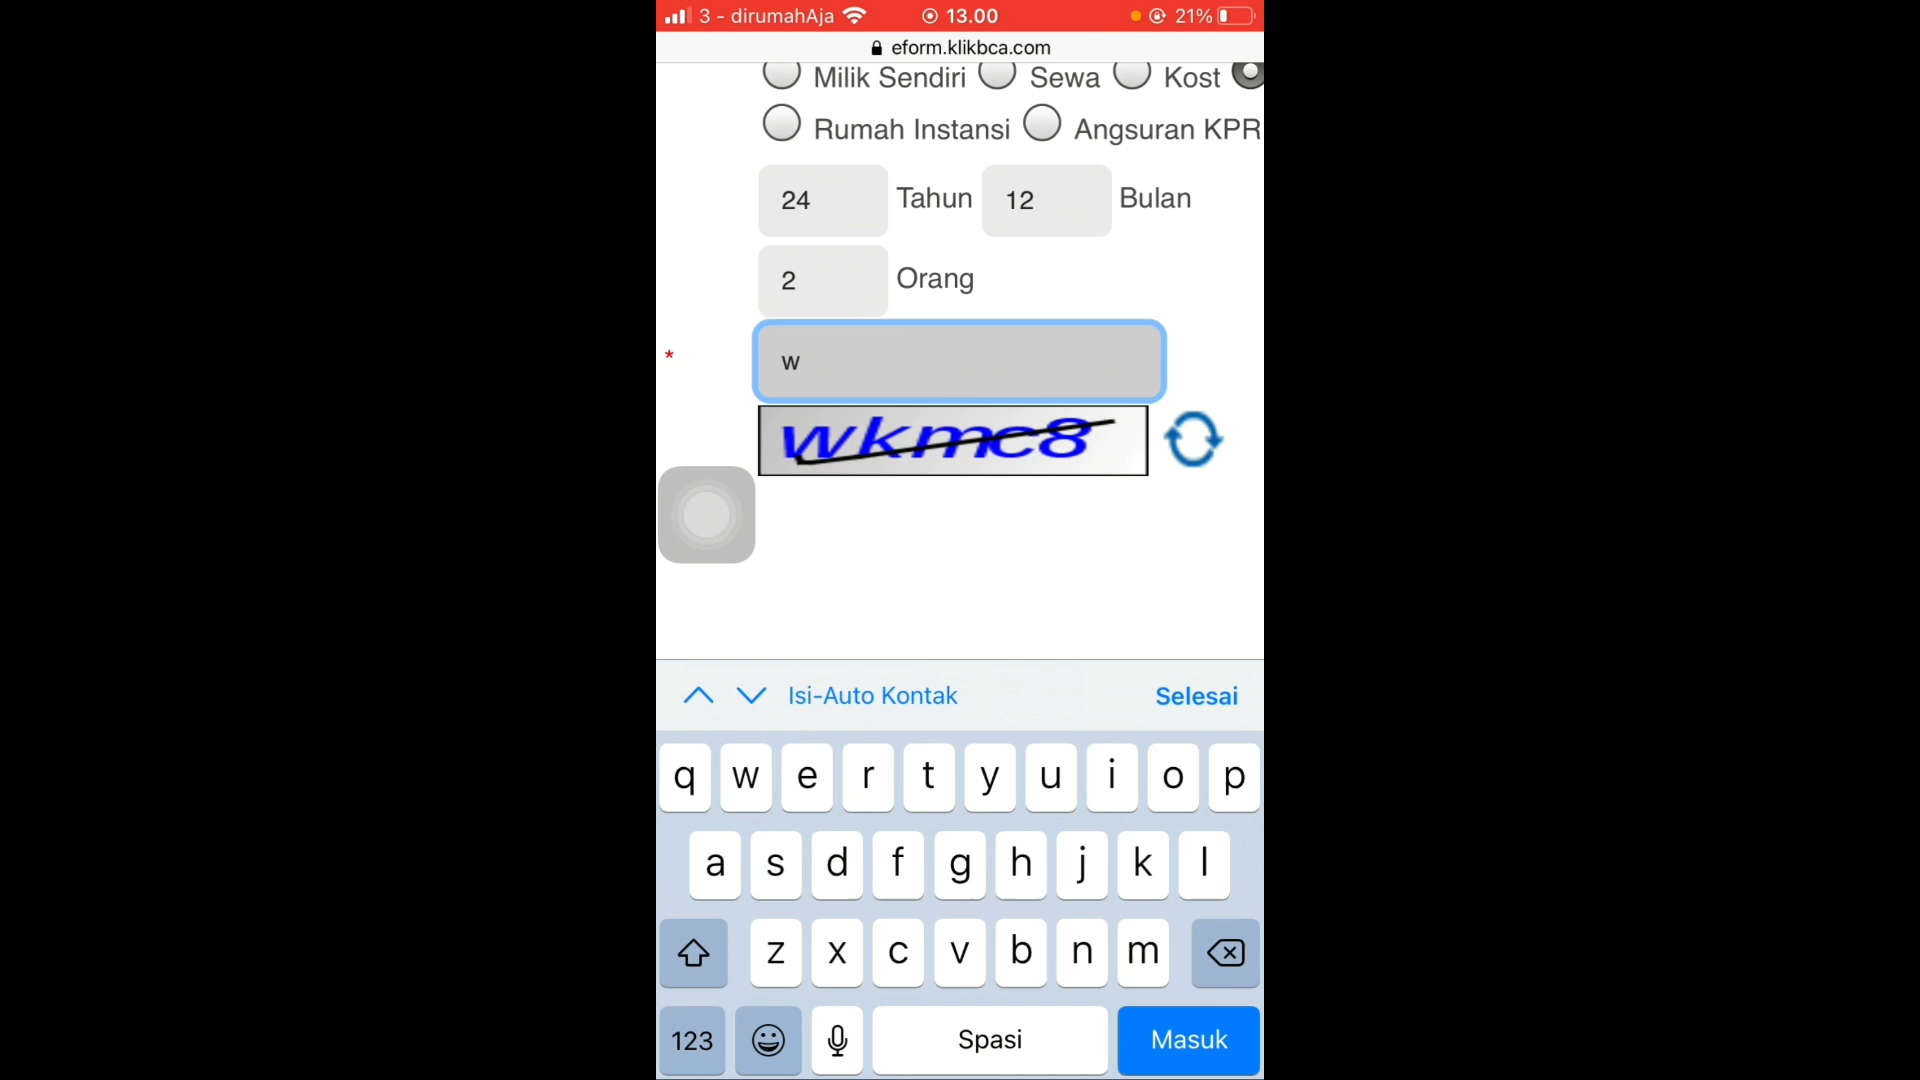 3 - dirumahAja 13.00 21%
eform.klikbca.com
Milik Sendiri Sewa Kost
Rumah Instansi Angsuran KPR
24 Tahun 12 Bulan
2 Orang
* w
wkmc8
Isi-Auto Kontak Selesai
q w e r t y u i o p
a s d f g h j k l
z x c v b n m
123 Spasi Masuk